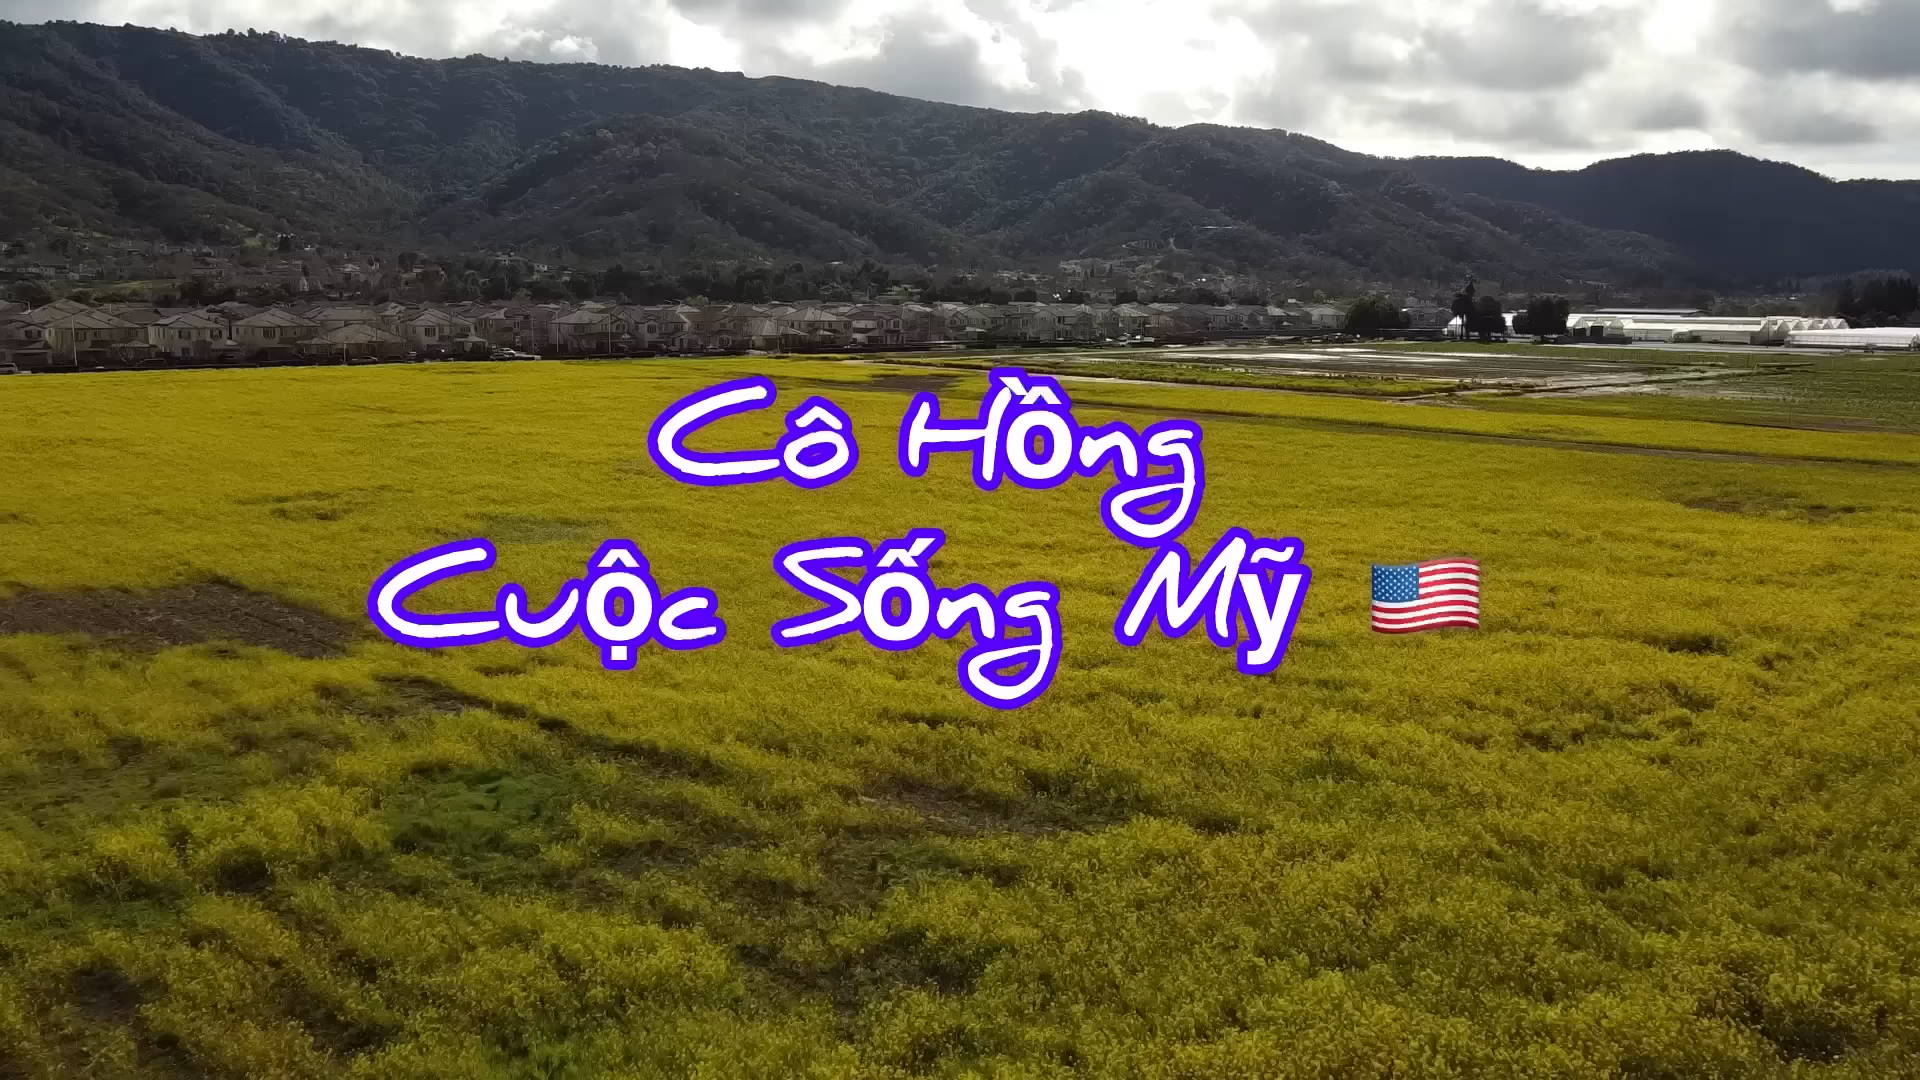 Cô Hồng
Cuộc Sống Mỹ 🇺🇸